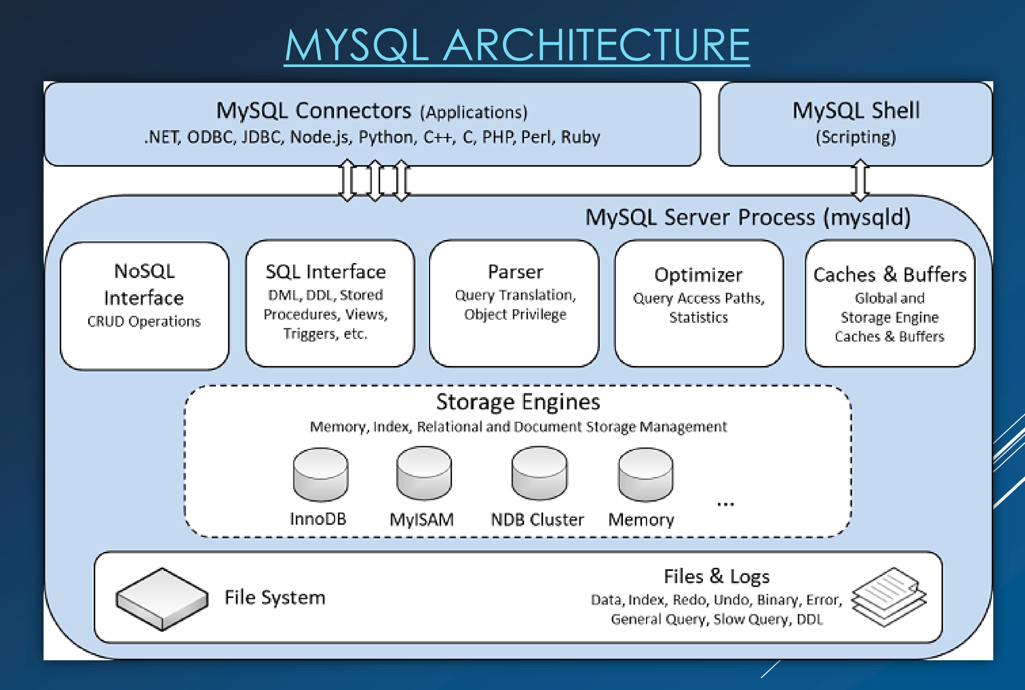 MYSQL ARCHITECTURE
MySQL Connectors (Applications)
.NET, ODBC, JDBC, Node.js, Python, C++, C, PHP, Perl, Ruby
MySQL Shell
(Scripting)
MySQL Server Process (mysqld)
NoSQL
Interface
CRUD Operations
SQL Interface
DML, DDL, Stored
Procedures, Views,
Triggers, etc.
Parser
Query Translation,
Object Privilege
Optimizer
Query Access Paths,
Statistics
Caches & Buffers
Global and
Storage Engine
Caches & Buffers
Storage Engines
Memory, Index, Relational and Document Storage Management
InnoDB
MyISAM
NDB Cluster
Memory
...
File System
Files & Logs
Data, Index, Redo, Undo, Binary, Error,
General Query, Slow Query, DDL